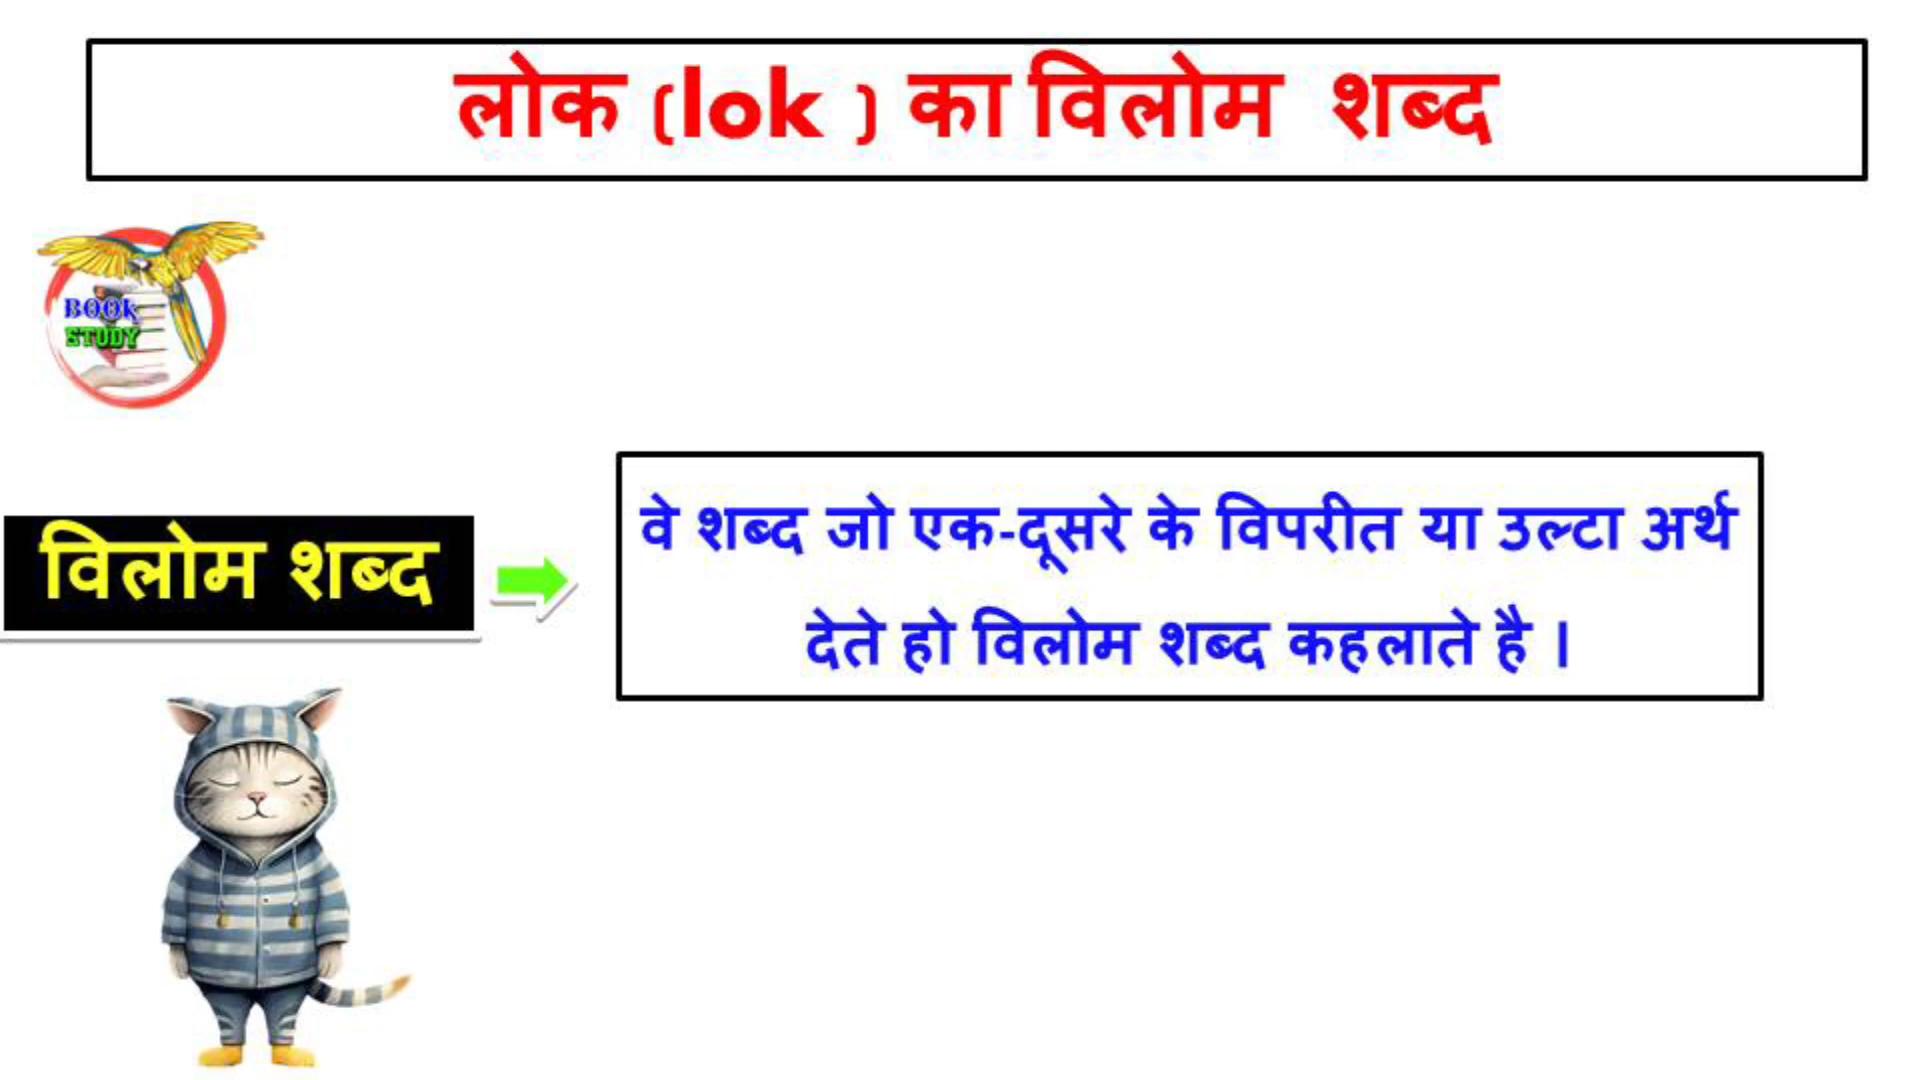 लोक (lok ) का विलोम शब्द
BOOK
STUDY
विलोम शब्द
वे शब्द जो एक-दूसरे के विपरीत या उल्टा अर्थ
देते हो विलोम शब्द कहलाते है ।